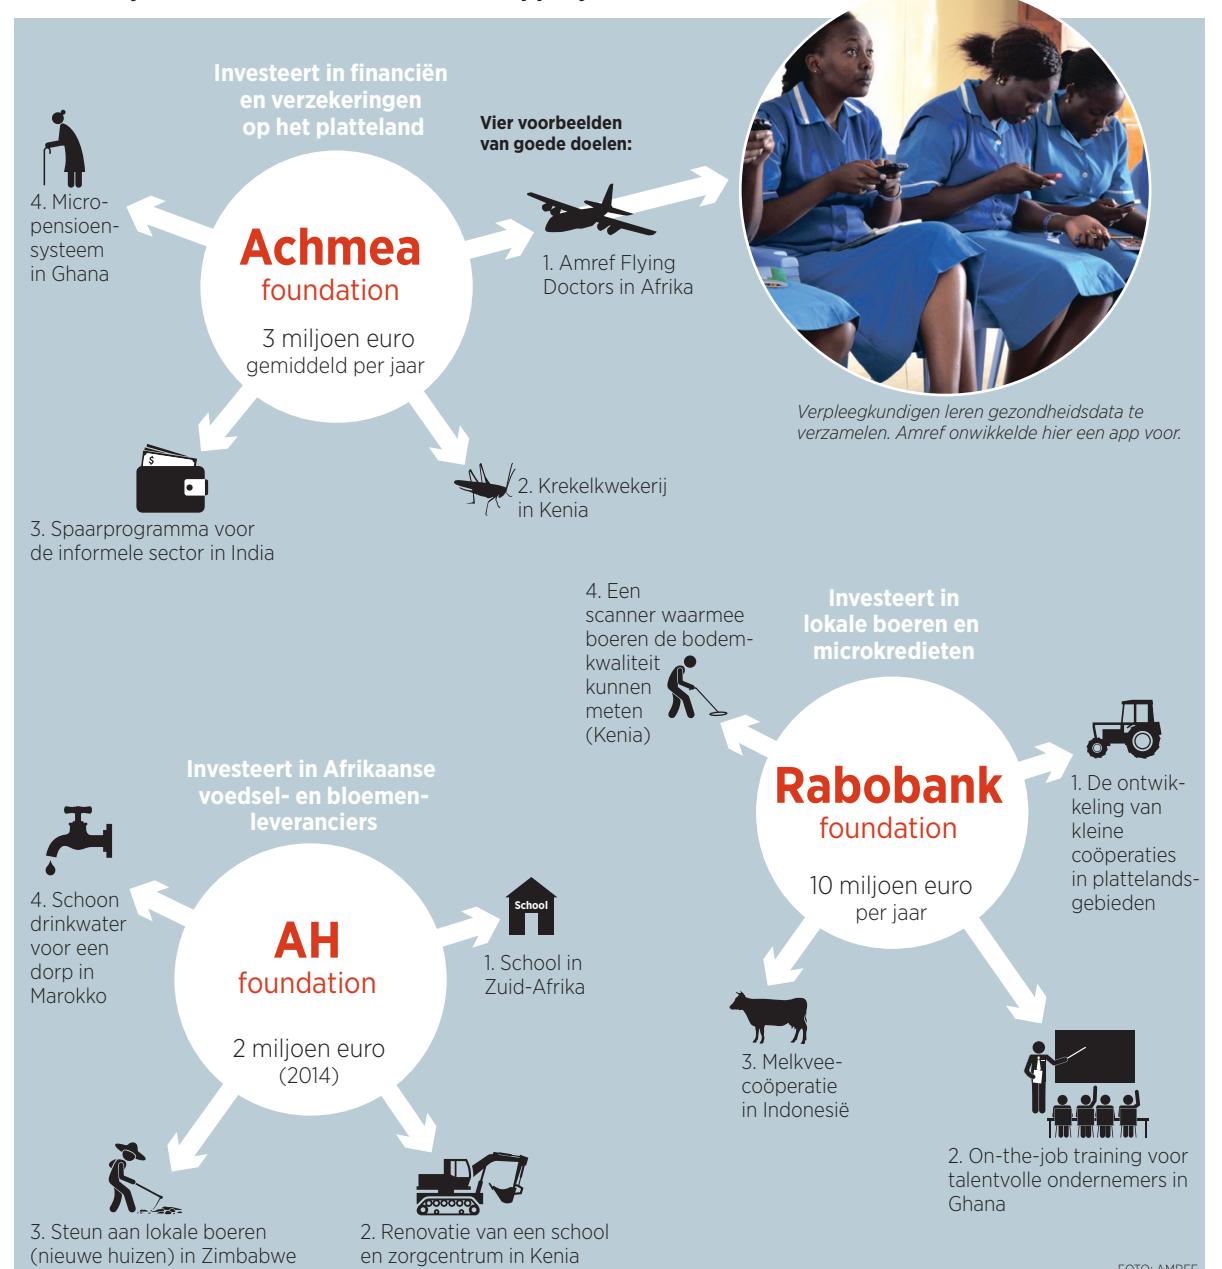 Investeert in financiën
en verzekeringen
op het platteland
Vier voorbeelden
van goede doelen:
4. Micro-
pensioen-
systeem
in Ghana
Achmea
foundation
3 miljoen euro
gemiddeld per jaar
1. Amref Flying
Doctors in Afrika
Verpleegkundigen leren gezondheidsdata te
verzamelen. Amref onwikkelde hier een app voor.
$
3. Spaarprogramma voor
de informele sector in India
2. Krekelkwekerij
in Kenia
4. Een
scanner waarmee
boeren de bodem-
kwaliteit
kunnen
meten
(Kenia)
Investeert in
lokale boeren en
microkredieten
Rabobank
foundation
10 miljoen euro
per jaar
1. De ontwik-
keling van
kleine
coöperaties
in plattelands-
gebieden
3. Melkvee-
coöperatie
in Indonesië
2. On-the-job training voor
talentvolle ondernemers in
Ghana
Investeert in Afrikaanse
voedsel- en bloemen-
leveranciers
4. Schoon
drinkwater
voor een
dorp in
Marokko
AH
foundation
2 miljoen euro
(2014)
School
1. School in
Zuid-Afrika
3. Steun aan lokale boeren
(nieuwe huizen) in Zimbabwe
2. Renovatie van een school
en zorgcentrum in Kenia
FOTO: AMREF